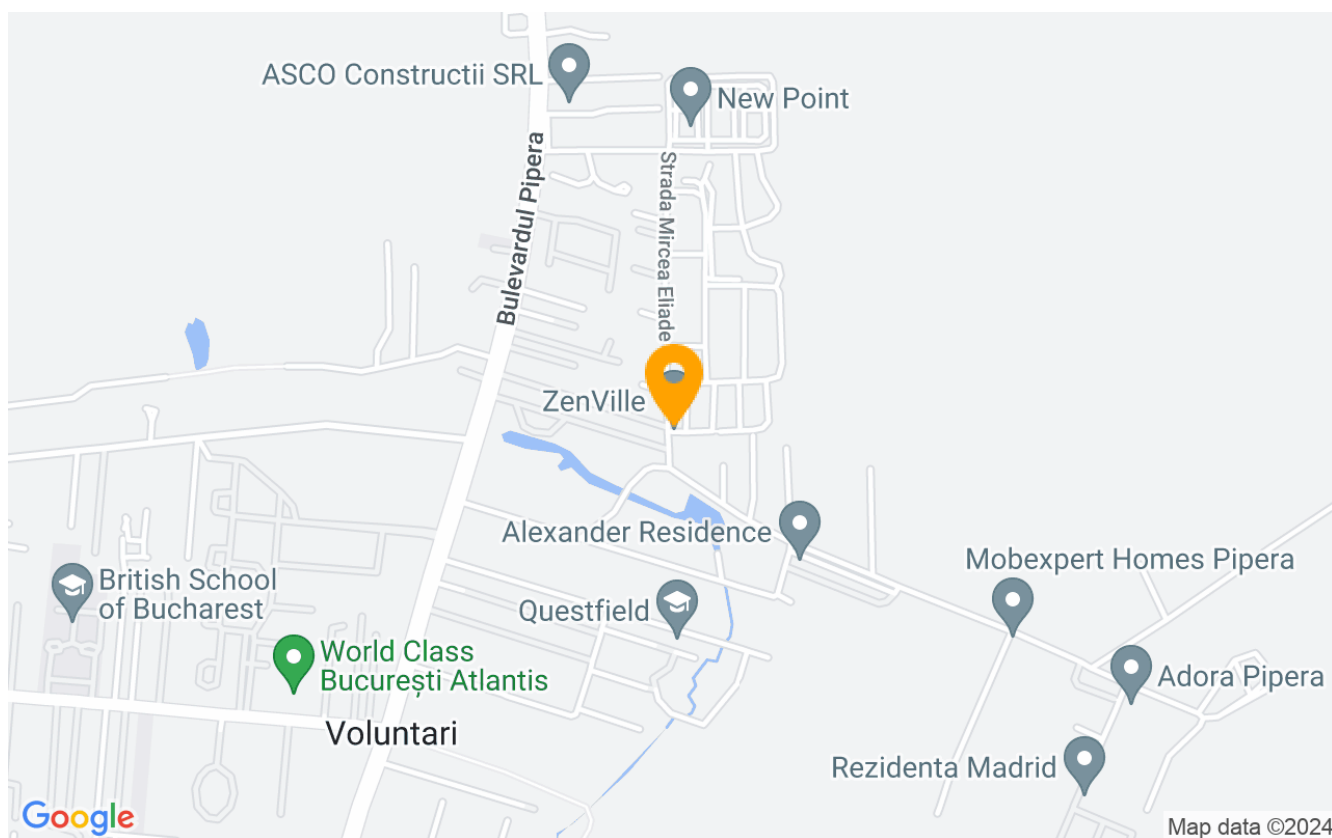 ASCO Constructii SRL
New Point
Bulevardul Pipera
Strada Mircea Eliade
ZenVille
Alexander Residence
Mobexpert Homes Pipera
British School
of Bucharest
Questfield
World Class
București Atlantis
Adora Pipera
Voluntari
Rezidenta Madrid
Google
Map data ©2024